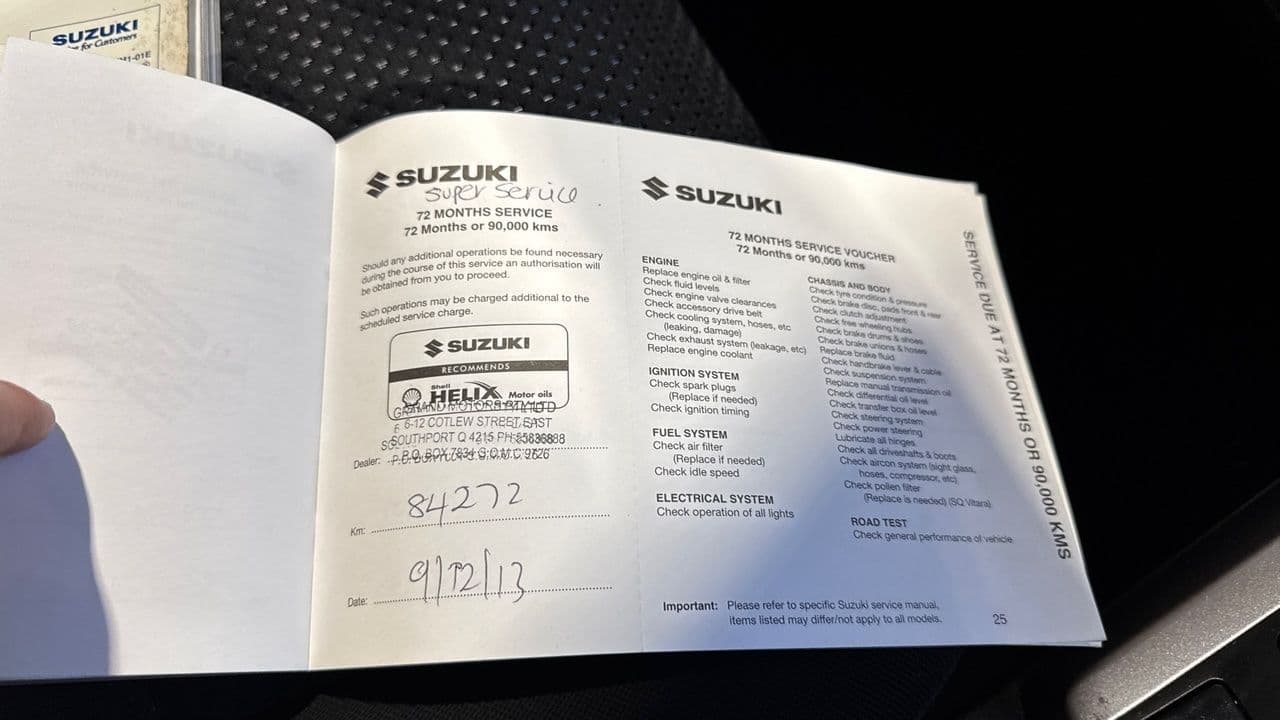 SUZUKI
for Customers
-01E
SUZUKI
super service
72 MONTHS SERVICE
72 Months or 90,000 kms
Should any additional operations be found necessary
during the course of this service an authorisation will
be obtained from you to proceed.
Such operations may be charged additional to the
scheduled service charge.
SUZUKI
RECOMMENDS
Shell
HELIX Motor oils
MOTORS PTY LTD
6-12 COTLEW STREET EAST
SOUTHPORT Q 4215 PH:
Dealer: P.O. BOX 7834 G.C.M.C 9726
84272
Km:
9/12/13
Date:
SUZUKI
72 MONTHS SERVICE VOUCHER
72 Months or 90,000 kms
ENGINE
Replace engine oil & filter
Check fluid levels
Check engine valve clearances
Check accessory drive belt
Check cooling system, hoses, etc
(leaking, damage)
Check exhaust system (leakage, etc)
Replace engine coolant
IGNITION SYSTEM
Check spark plugs
(Replace if needed)
Check ignition timing
FUEL SYSTEM
Check air filter
(Replace if needed)
Check idle speed
ELECTRICAL SYSTEM
Check operation of all lights
CHASSIS AND BODY
Check tyre condition & pressure
Check brake disc, pads front & rear
Check clutch adjustment
Check free wheeling hubs
Check brake drums & shoes
Check brake unions & hoses
Replace brake fluid
Check handbrake lever & cable
Check suspension system
Replace manual transmission oil
Check differential oil level
Check transfer box oil level
Check steering system
Check power steering
Lubricate all hinges
Check all driveshafts & boots
Check aircon system (sight glass,
hoses, compressor, etc)
Check pollen filter
(Replace is needed) (SQ Vitara)
ROAD TEST
Check general performance of vehicle
Important: Please refer to specific Suzuki service manual,
items listed may differ/not apply to all models.
25
SERVICE DUE AT 72 MONTHS OR 90,000 KMS